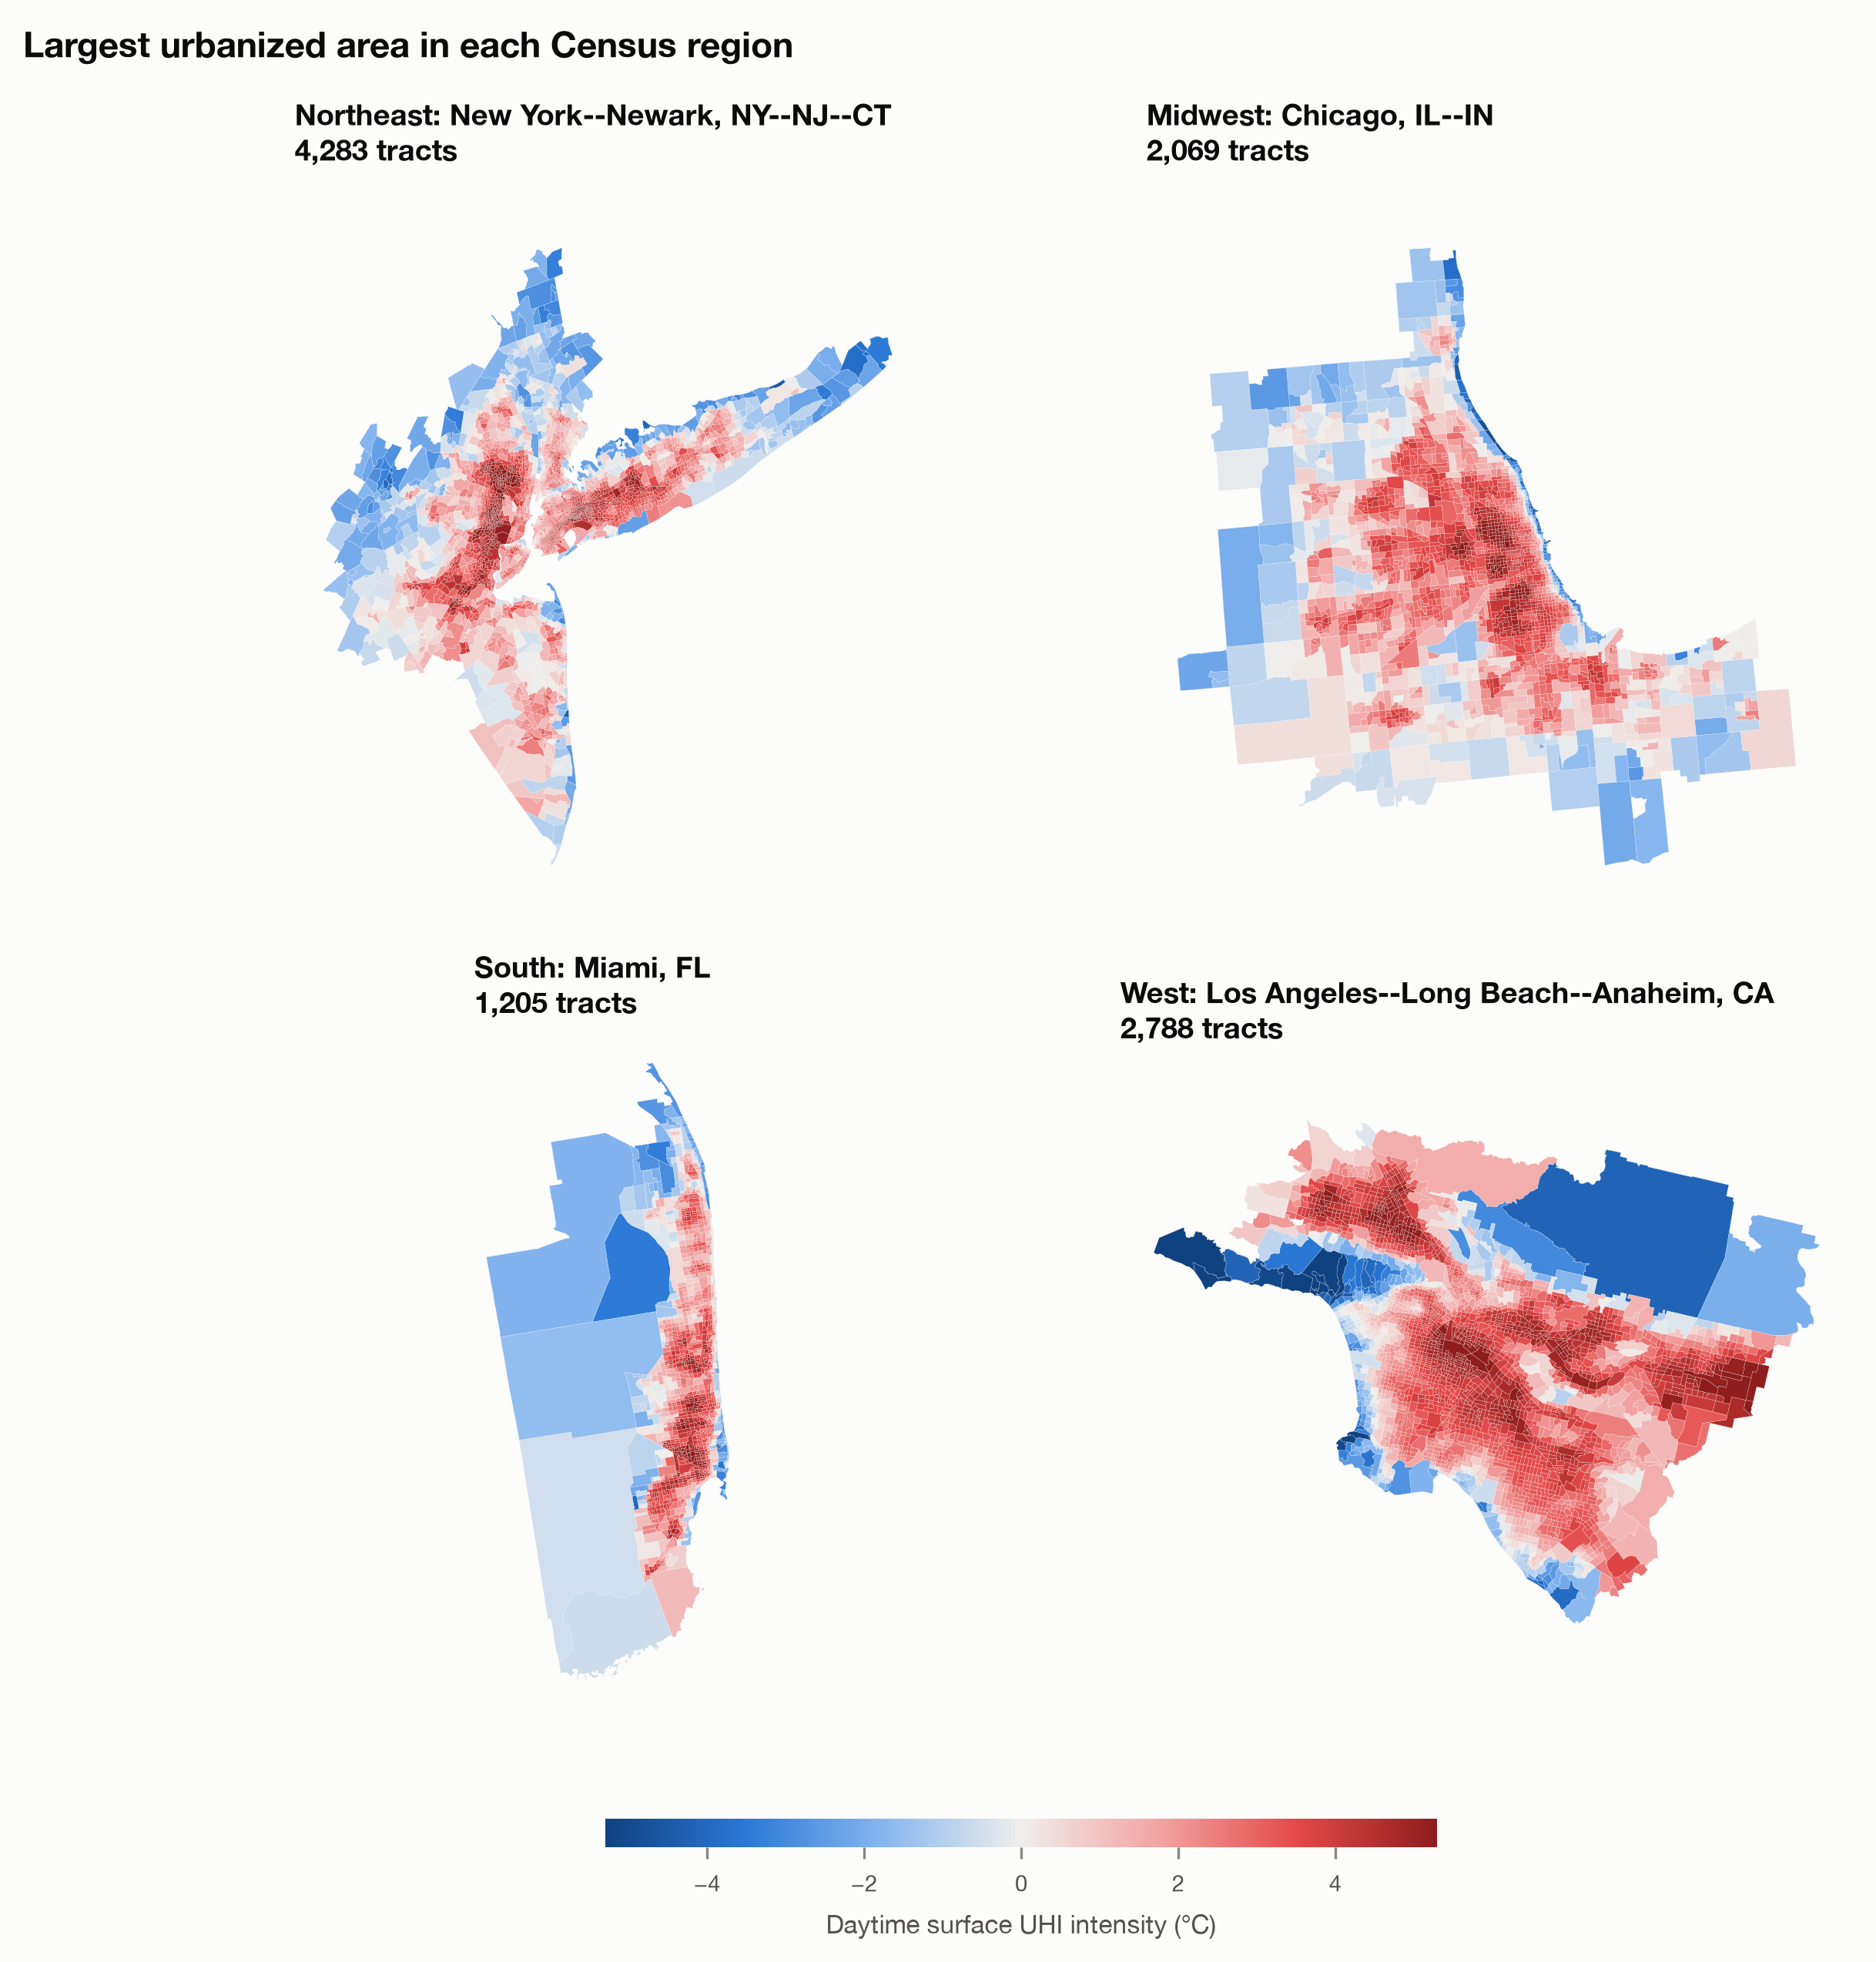 Largest urbanized area in each Census region
Northeast: New York--Newark, NY--NJ--CT
4,283 tracts
Midwest: Chicago, IL--IN
2,069 tracts
South: Miami, FL
1,205 tracts
West: Los Angeles--Long Beach--Anaheim, CA
2,788 tracts
−4 −2 0 2 4
Daytime surface UHI intensity (°C)